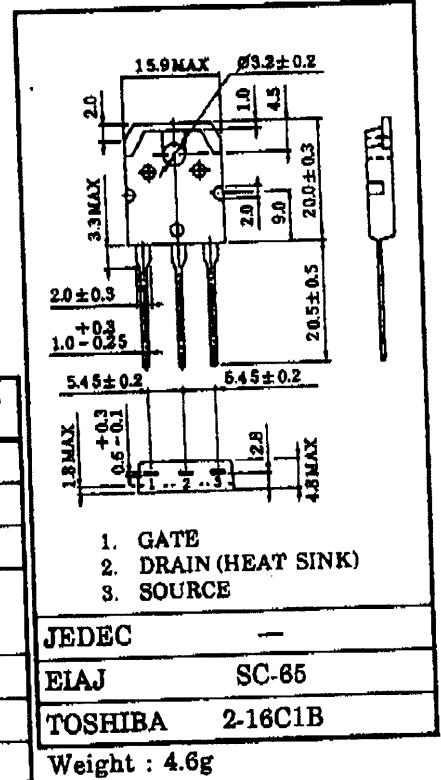 15.9MAX
Ø3.2±0.2
2.0
1.0
4.5
3.3MAX
2.0
9.0
20.0±0.3
2.0±0.3
+0.3
1.0-0.25
20.5±0.5
5.45±0.2
5.45±0.2
1.8MAX
+0.3
0.6-0.1
2.8
4.8MAX
1 2 3
1. GATE
2. DRAIN (HEAT SINK)
3. SOURCE
JEDEC —
EIAJ SC-65
TOSHIBA 2-16C1B
Weight : 4.6g